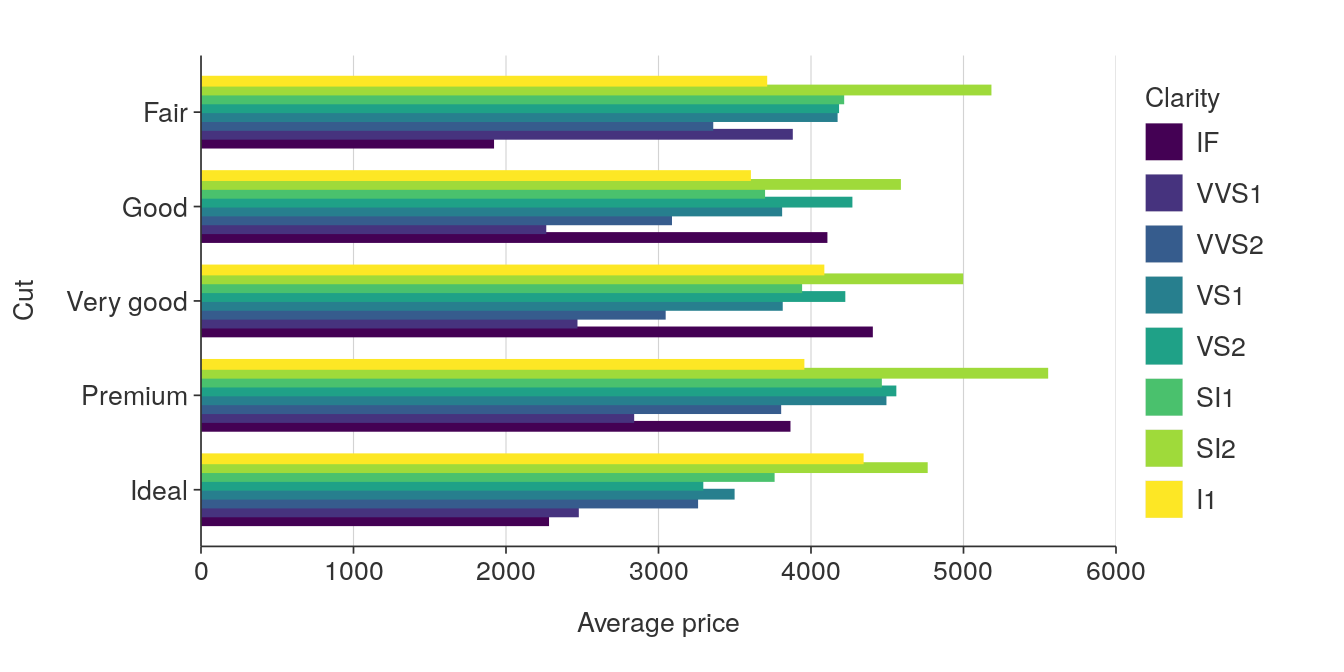 Fair
Good
Very good
Premium
Ideal
Cut
0 1000 2000 3000 4000 5000 6000
Average price
Clarity
IF
VVS1
VVS2
VS1
VS2
SI1
SI2
I1